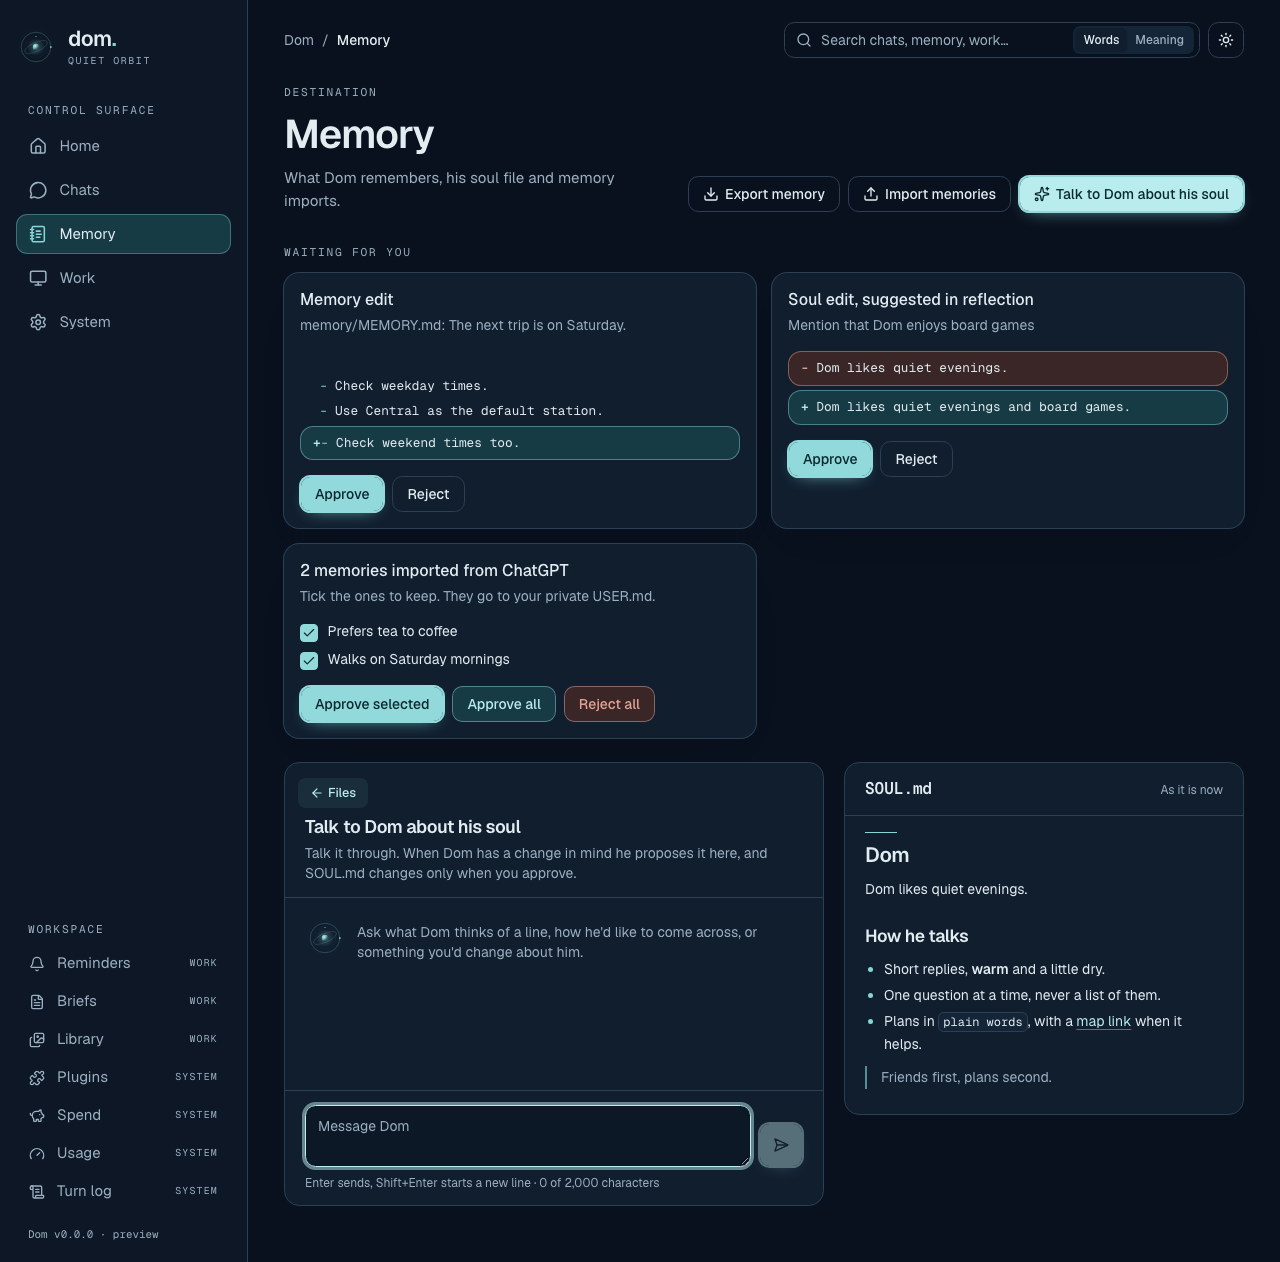 dom.
QUIET ORBIT
CONTROL SURFACE
Home
Chats
Memory
Work
System
WORKSPACE
Reminders WORK
Briefs WORK
Library WORK
Plugins SYSTEM
Spend SYSTEM
Usage SYSTEM
Turn log SYSTEM
Dom v0.0.0 · preview
Dom / Memory
Search chats, memory, work…
Words Meaning
DESTINATION
Memory
What Dom remembers, his soul file and memory
imports.
Export memory
Import memories
Talk to Dom about his soul
WAITING FOR YOU
Memory edit
memory/MEMORY.md: The next trip is on Saturday.
- Check weekday times.
- Use Central as the default station.
+- Check weekend times too.
Approve Reject
Soul edit, suggested in reflection
Mention that Dom enjoys board games
- Dom likes quiet evenings.
+ Dom likes quiet evenings and board games.
Approve Reject
2 memories imported from ChatGPT
Tick the ones to keep. They go to your private USER.md.
Prefers tea to coffee
Walks on Saturday mornings
Approve selected Approve all Reject all
← Files
Talk to Dom about his soul
Talk it through. When Dom has a change in mind he proposes it here, and
SOUL.md changes only when you approve.
Ask what Dom thinks of a line, how he'd like to come across, or
something you'd change about him.
Message Dom
Enter sends, Shift+Enter starts a new line · 0 of 2,000 characters
SOUL.md As it is now
Dom
Dom likes quiet evenings.
How he talks
• Short replies, warm and a little dry.
• One question at a time, never a list of them.
• Plans in plain words, with a map link when it
helps.
Friends first, plans second.